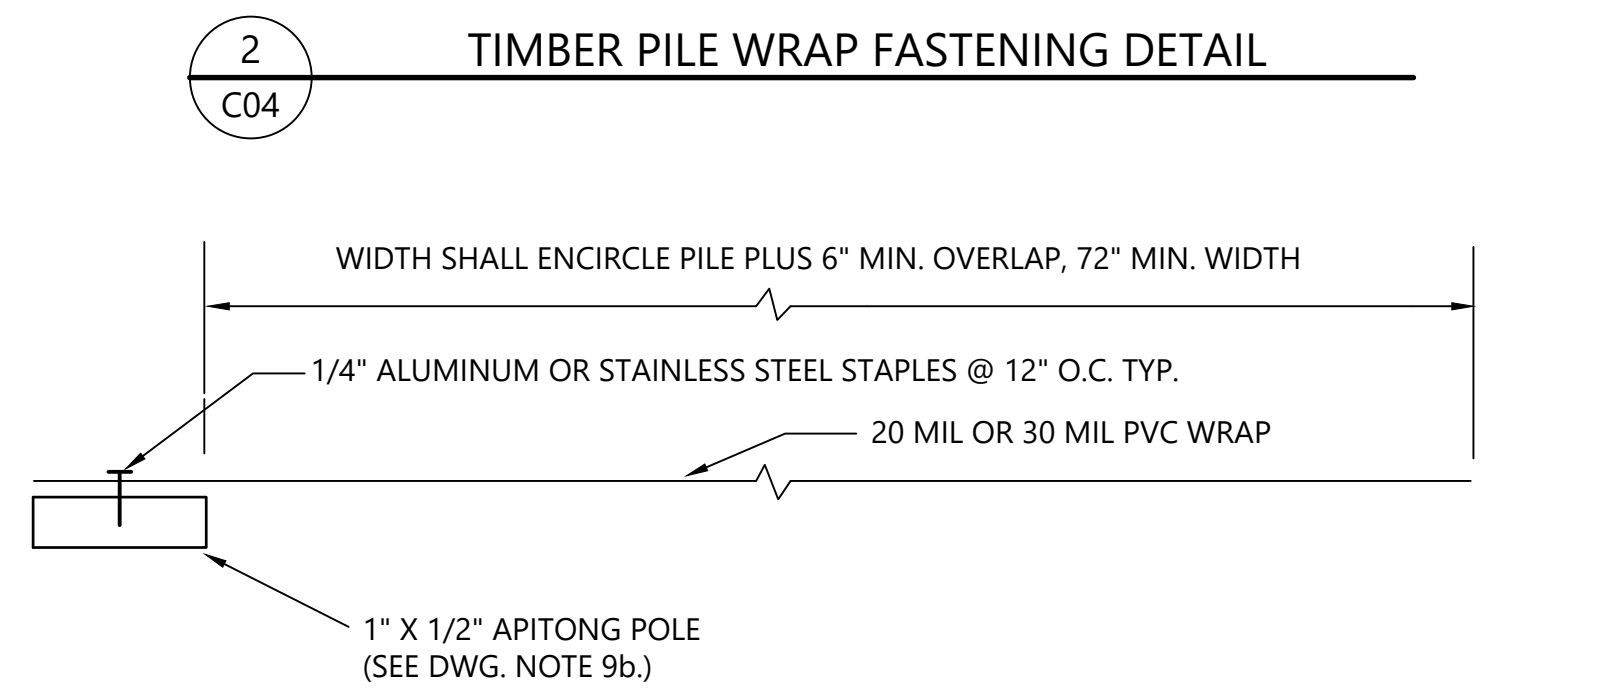 2
TIMBER PILE WRAP FASTENING DETAIL
C04
WIDTH SHALL ENCIRCLE PILE PLUS 6" MIN. OVERLAP, 72" MIN. WIDTH
1/4" ALUMINUM OR STAINLESS STEEL STAPLES @ 12" O.C. TYP.
20 MIL OR 30 MIL PVC WRAP
1" X 1/2" APITONG POLE
(SEE DWG. NOTE 9b.)